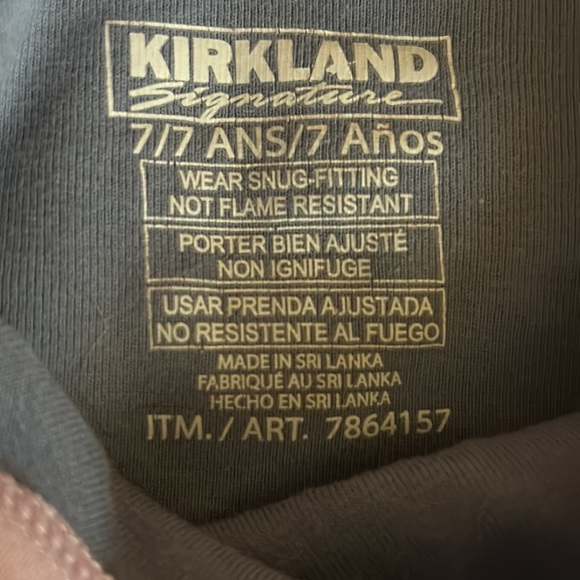 KIRKLAND
Signature
7/7 ANS/7 Años
WEAR SNUG-FITTING
NOT FLAME RESISTANT
PORTER BIEN AJUSTÉ
NON IGNIFUGE
USAR PRENDA AJUSTADA
NO RESISTENTE AL FUEGO
MADE IN SRI LANKA
FABRIQUÉ AU SRI LANKA
HECHO EN SRI LANKA
ITM. / ART. 7864157